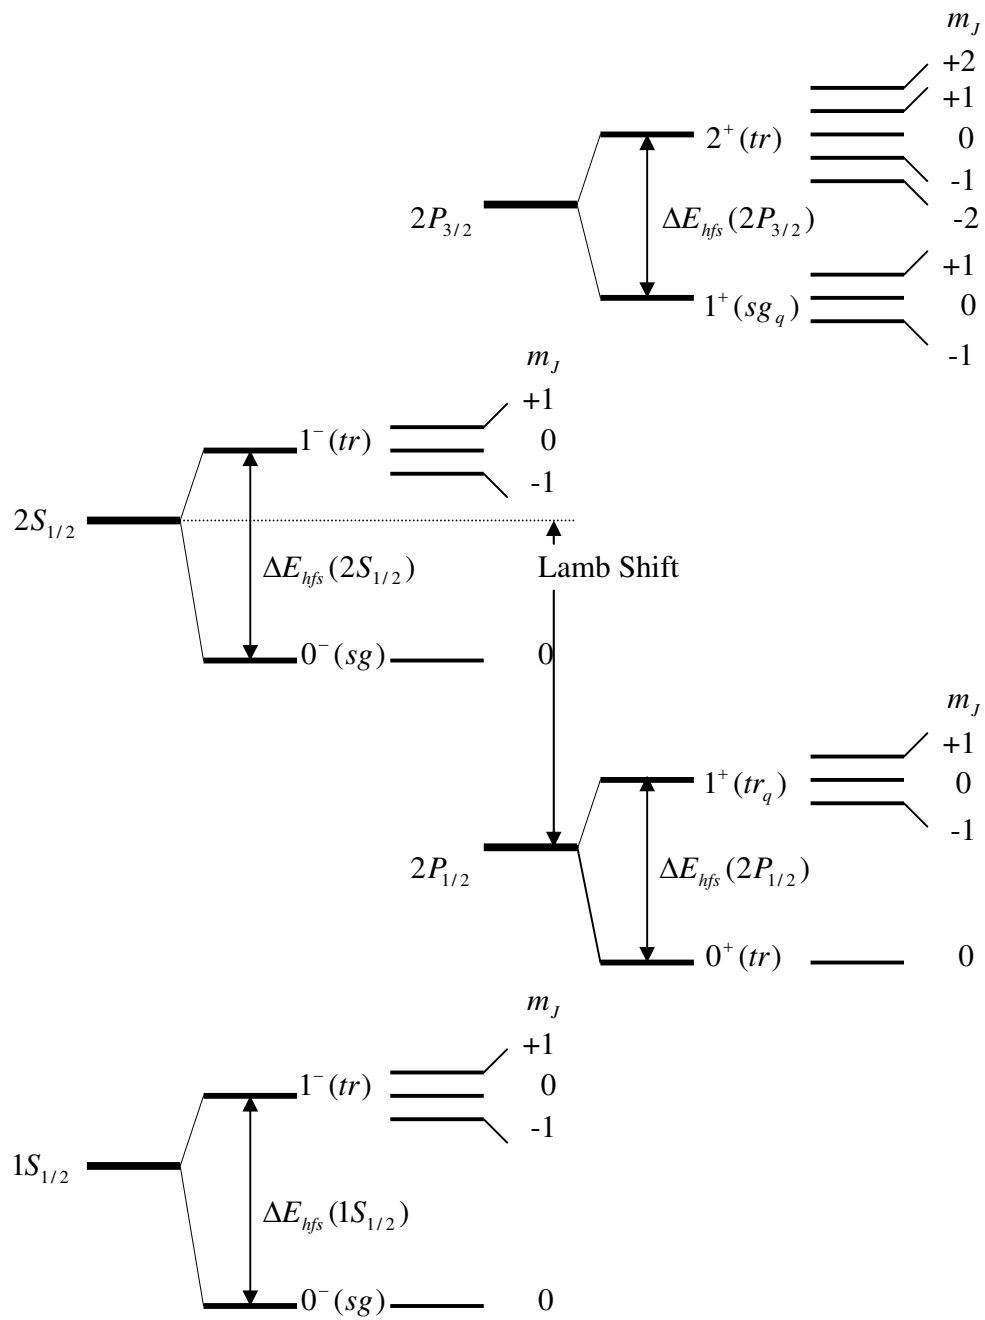 m_J
+2
+1
2⁺(tr) 0
-1
2P_{3/2} ΔE_{hfs}(2P_{3/2}) -2
+1
1⁺(sg_q) 0
-1
m_J
+1
1⁻(tr) 0
-1
2S_{1/2}
ΔE_{hfs}(2S_{1/2}) Lamb Shift
0⁻(sg) 0
m_J
+1
1⁺(trq_q) 0
-1
2P_{1/2} ΔE_{hfs}(2P_{1/2})
0⁺(tr) 0
m_J
+1
1⁻(tr) 0
-1
1S_{1/2}
ΔE_{hfs}(1S_{1/2})
0⁻(sg) 0